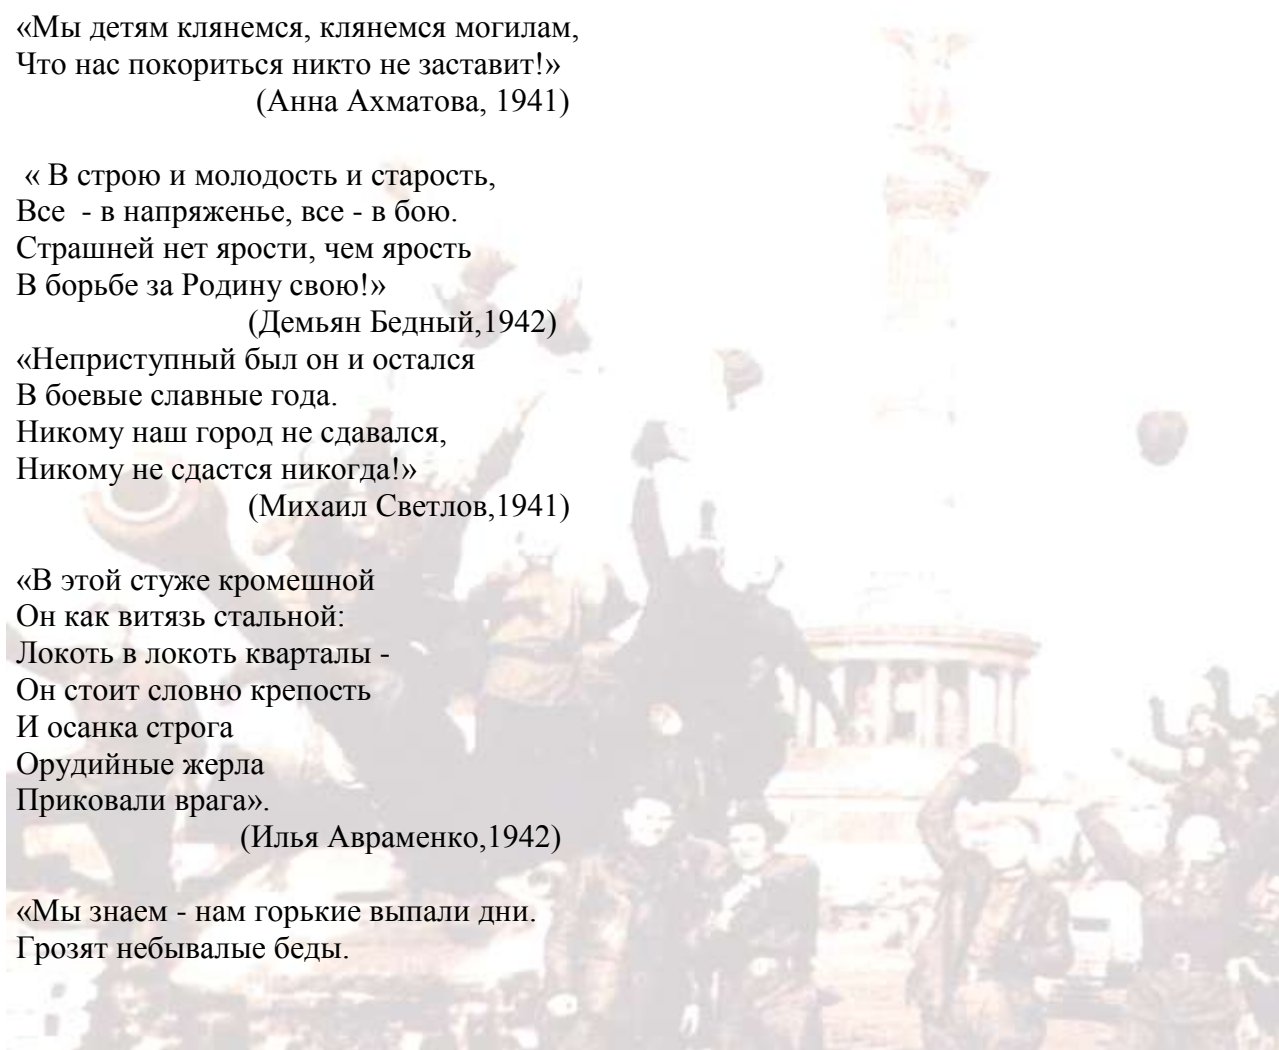 «Мы детям клянемся, клянемся могилам,
Что нас покориться никто не заставит!»
(Анна Ахматова, 1941)
« В строю и молодость и старость,
Все - в напряженье, все - в бою.
Страшней нет ярости, чем ярость
В борьбе за Родину свою!»
(Демьян Бедный,1942)
«Неприступный был он и остался
В боевые славные года.
Никому наш город не сдавался,
Никому не сдастся никогда!»
(Михаил Светлов,1941)
«В этой стуже кромешной
Он как витязь стальной:
Локоть в локоть кварталы -
Он стоит словно крепость
И осанка строга
Орудийные жерла
Приковали врага».
(Илья Авраменко,1942)
«Мы знаем - нам горькие выпали дни.
Грозят небывалые беды.